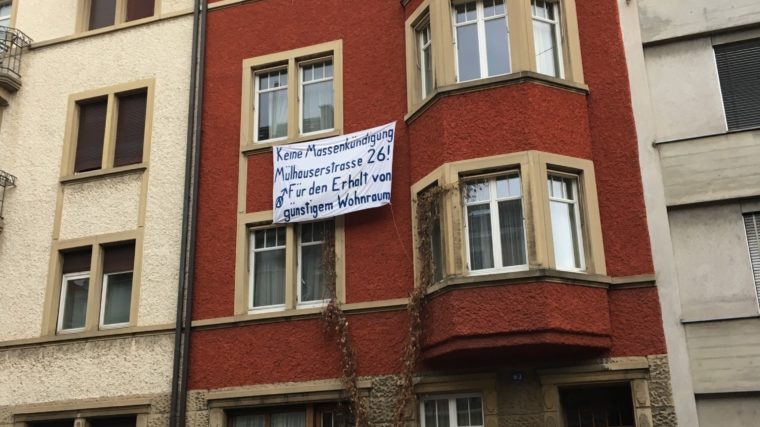 Keine Massenkündigung
Mülhauserstrasse 26!
Für den Erhalt von
günstigem Wohnraum